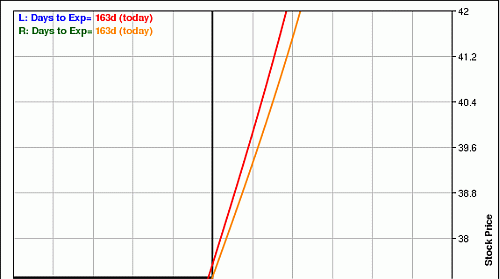 L: Days to Exp= 163d (today)
R: Days to Exp= 163d (today)
42
41.2
40.4
39.6
38.8
38
Stock Price